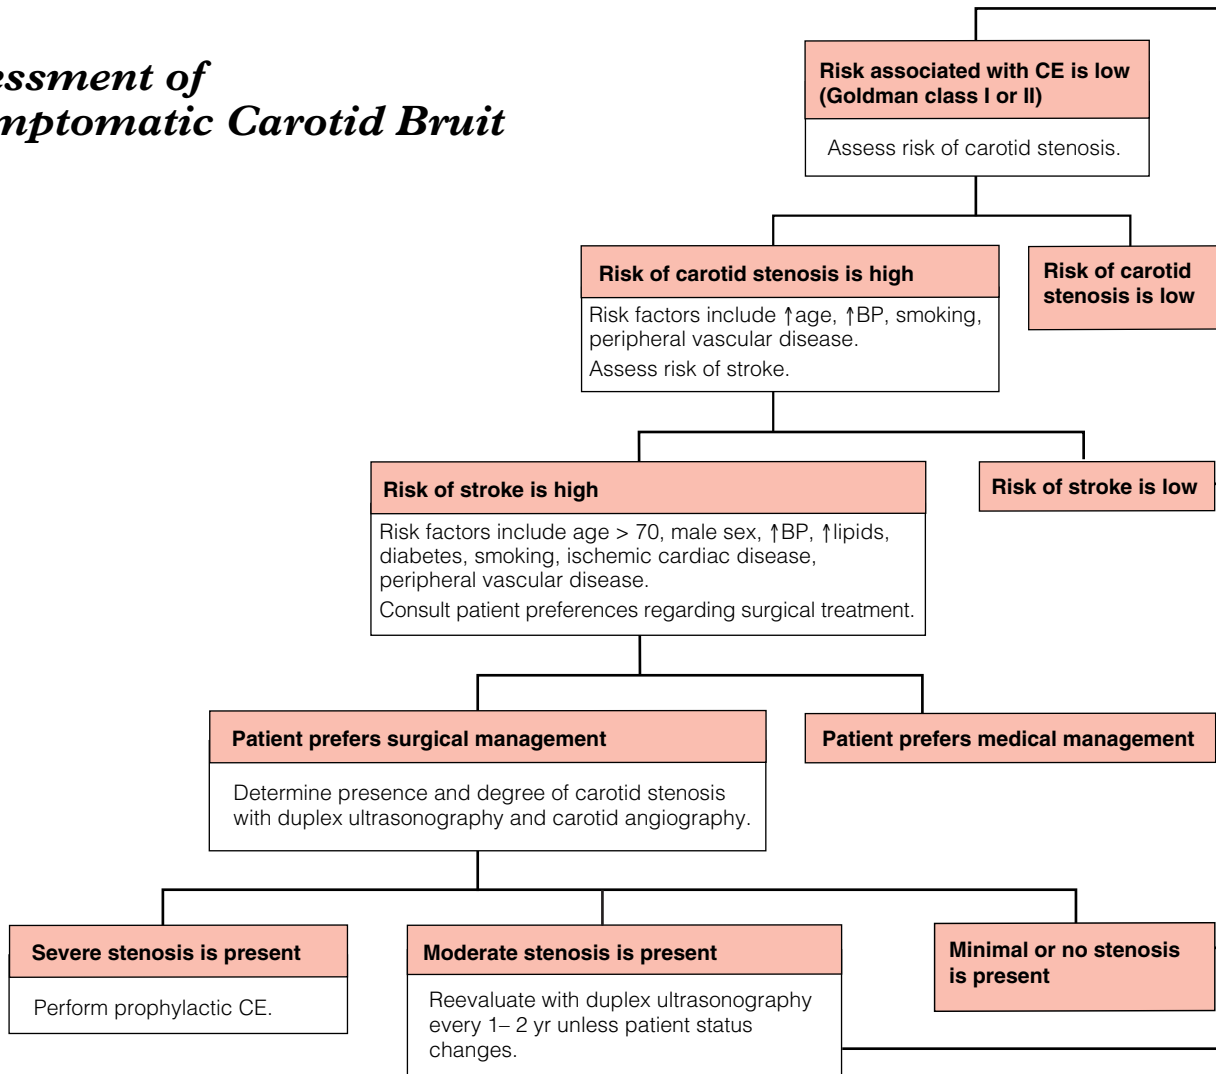 essment of
mptomatic Carotid Bruit
Risk associated with CE is low
(Goldman class I or II)
Assess risk of carotid stenosis.
Risk of carotid stenosis is high
Risk factors include ↑age, ↑BP, smoking,
peripheral vascular disease.
Assess risk of stroke.
Risk of carotid
stenosis is low
Risk of stroke is high
Risk factors include age > 70, male sex, ↑BP, ↑lipids,
diabetes, smoking, ischemic cardiac disease,
peripheral vascular disease.
Consult patient preferences regarding surgical treatment.
Risk of stroke is low
Patient prefers surgical management
Determine presence and degree of carotid stenosis
with duplex ultrasonography and carotid angiography.
Patient prefers medical management
Severe stenosis is present
Perform prophylactic CE.
Moderate stenosis is present
Reevaluate with duplex ultrasonography
every 1– 2 yr unless patient status
changes.
Minimal or no stenosis
is present